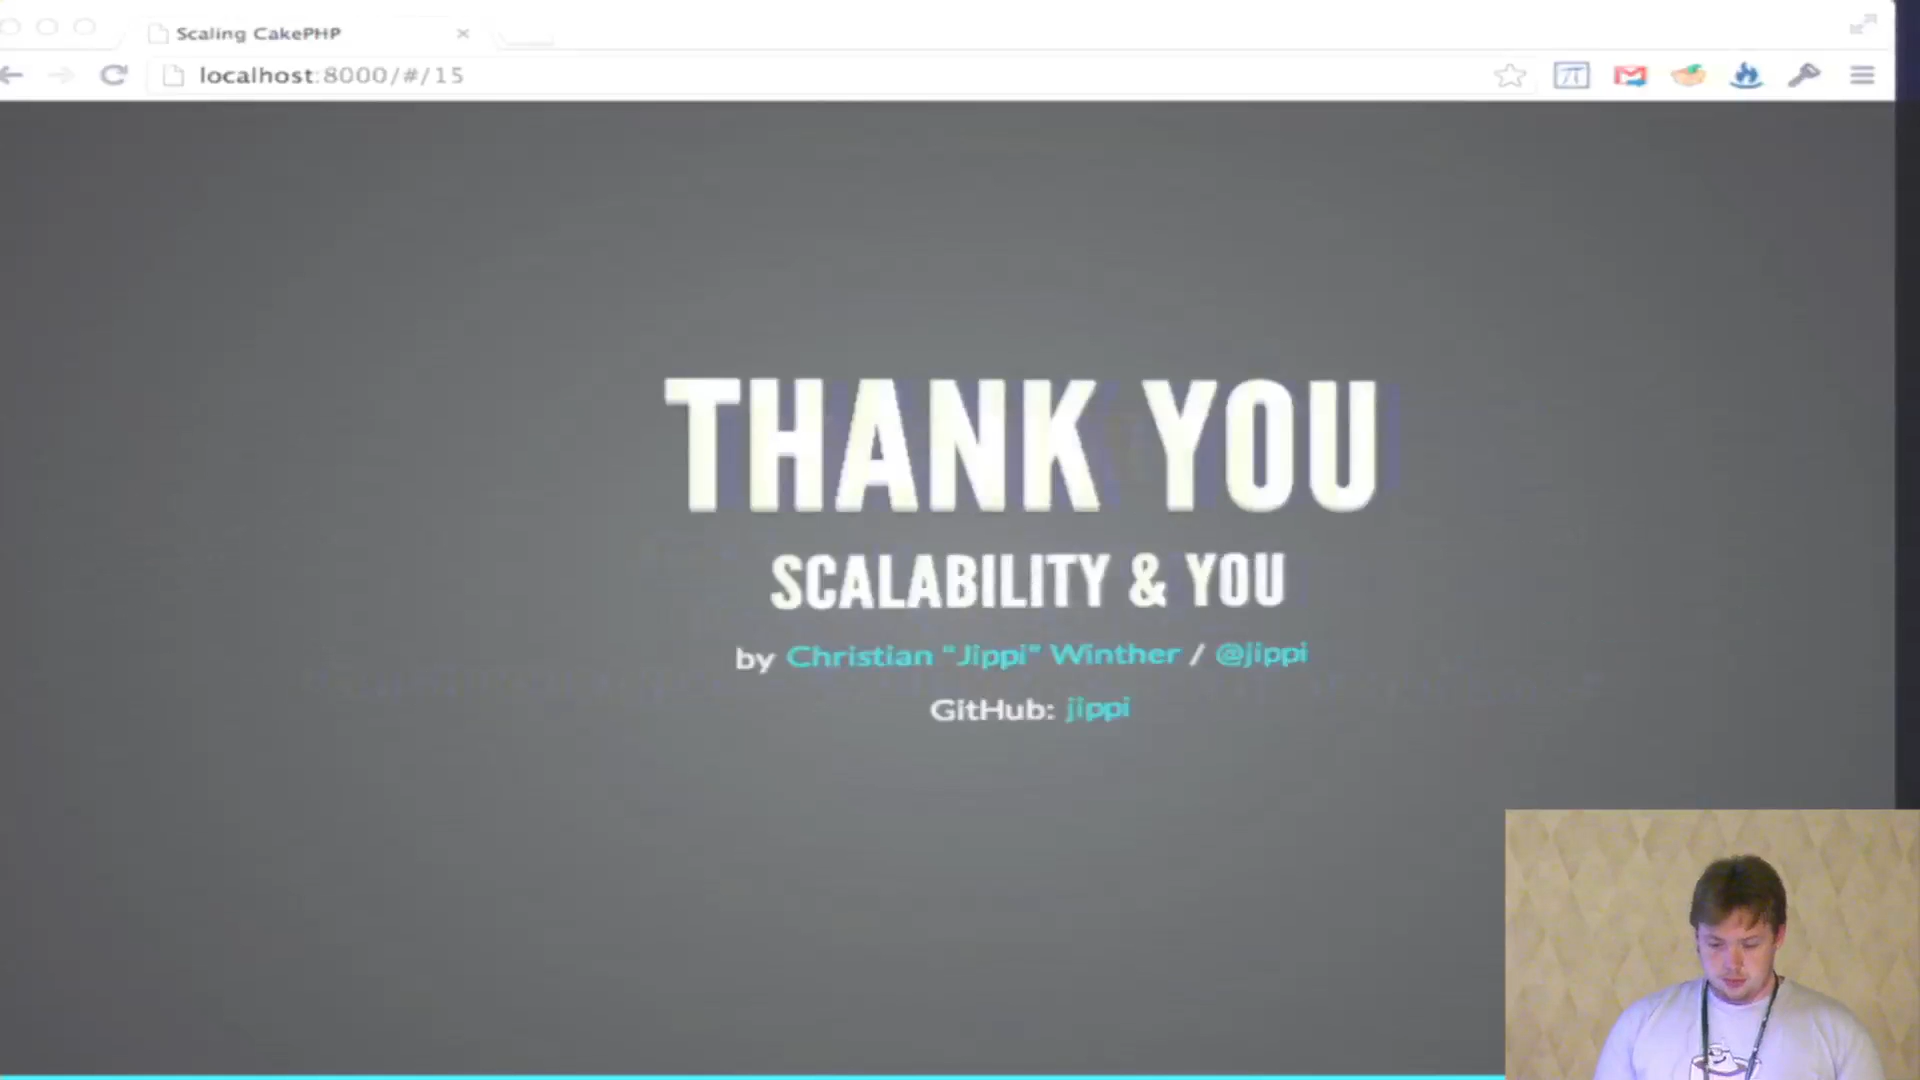 Scaling CakePHP
localhost:8000/#/15
THANK YOU
SCALABILITY & YOU
by Christian "Jippi" Winther / @jippi
GitHub: jippi